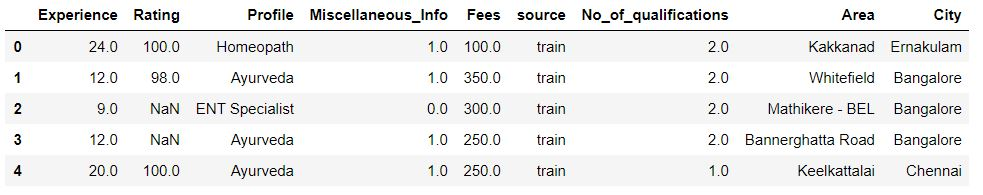 Experience Rating Profile Miscellaneous_Info Fees source No_of_qualifications Area City
0 24.0 100.0 Homeopath 1.0 100.0 train 2.0 Kakkanad Ernakulam
1 12.0 98.0 Ayurveda 1.0 350.0 train 2.0 Whitefield Bangalore
2 9.0 NaN ENT Specialist 0.0 300.0 train 2.0 Mathikere - BEL Bangalore
3 12.0 NaN Ayurveda 1.0 250.0 train 2.0 Bannerghatta Road Bangalore
4 20.0 100.0 Ayurveda 1.0 250.0 train 1.0 Keelkattalai Chennai